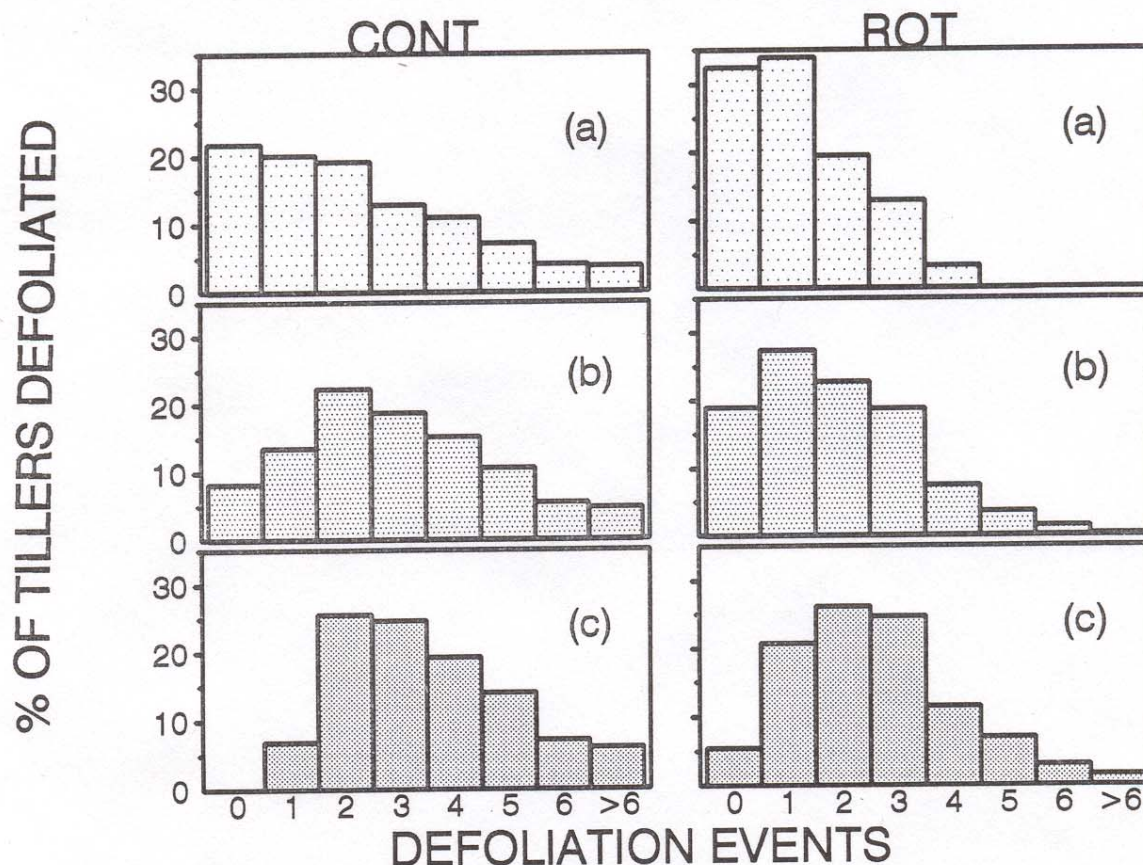 CONT
ROT
% OF TILLERS DEFOLIATED
30
20
10
0
(a)
(a)
30
20
10
0
(b)
(b)
30
20
10
0
(c)
(c)
0 1 2 3 4 5 6 >6
0 1 2 3 4 5 6 >6
DEFOLIATION EVENTS